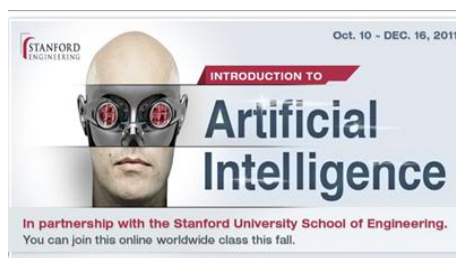 STANFORD
ENGINEERING
Oct. 10 - DEC. 16, 2011
INTRODUCTION TO
Artificial
Intelligence
In partnership with the Stanford University School of Engineering.
You can join this online worldwide class this fall.